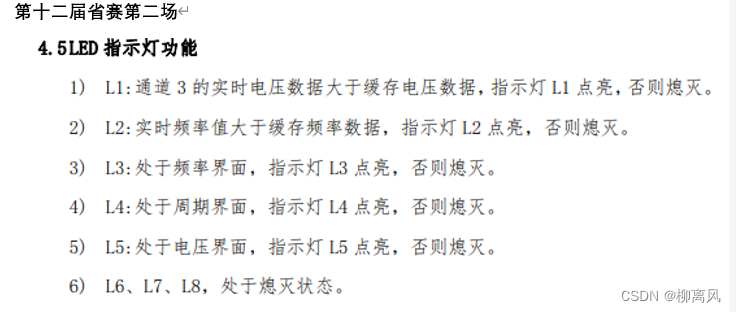 第十二届省赛第二场
4.5LED 指示灯功能
1) L1:通道 3 的实时电压数据大于缓存电压数据,指示灯 L1 点亮,否则熄灭。
2) L2:实时频率值大于缓存频率数据,指示灯 L2 点亮,否则熄灭。
3) L3:处于频率界面,指示灯 L3 点亮,否则熄灭。
4) L4:处于周期界面,指示灯 L4 点亮,否则熄灭。
5) L5:处于电压界面,指示灯 L5 点亮,否则熄灭。
6) L6、L7、L8,处于熄灭状态。
CSDN @柳离风